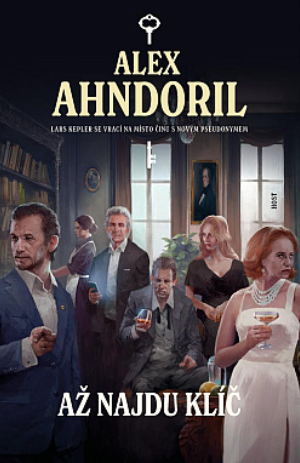 ALEX
AHNDORIL
LARS KEPLER SE VRACÍ NA MÍSTO ČINU S NOVÝM PSEUDONYMEM
HOST
AŽ NAJDU KLÍČ